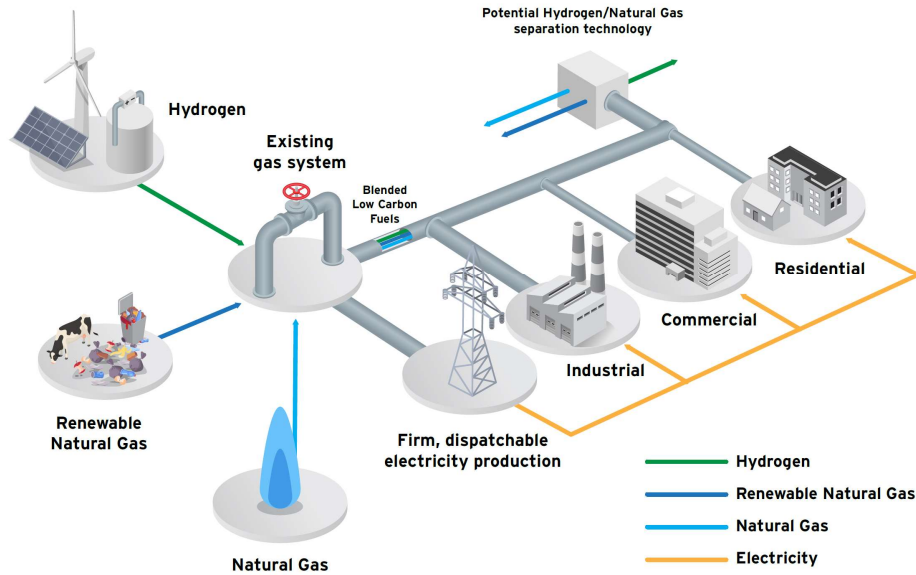 Potential Hydrogen/Natural Gas
separation technology
Hydrogen
Existing
gas system
Blended
Low Carbon
Fuels
Residential
Commercial
Industrial
Renewable
Natural Gas
Firm, dispatchable
electricity production
Natural Gas
Hydrogen
Renewable Natural Gas
Natural Gas
Electricity